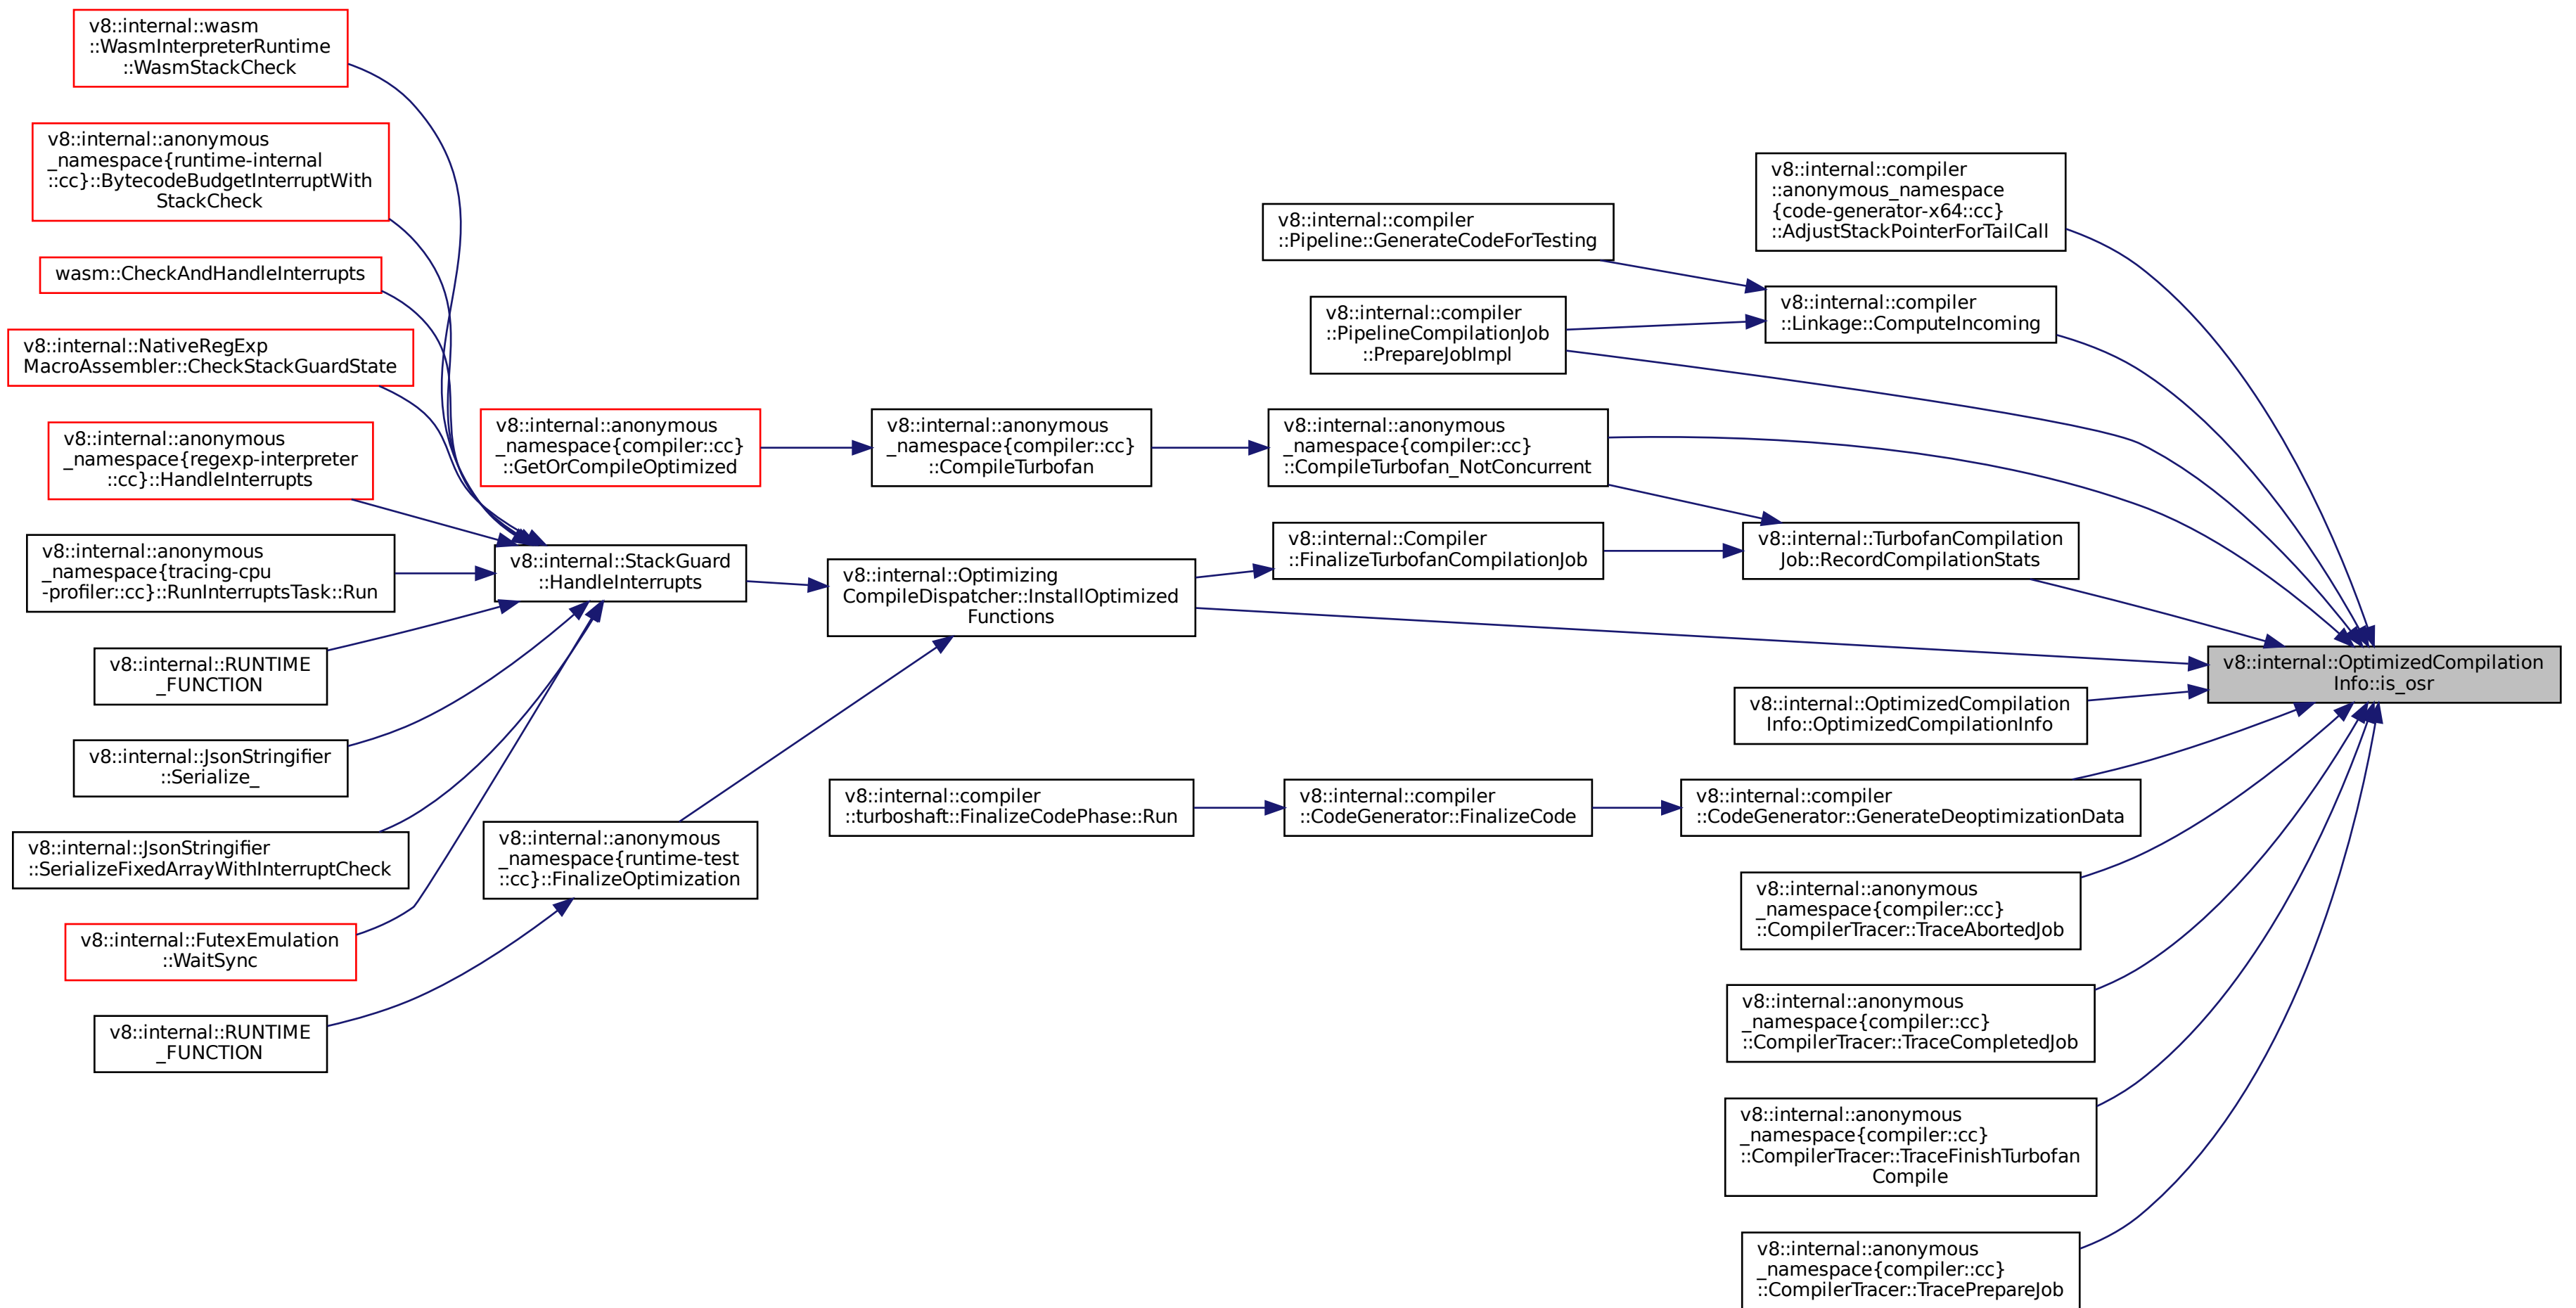 v8::internal::wasm
::WasmInterpreterRuntime
::WasmStackCheck
v8::internal::anonymous
_namespace{runtime-internal
::cc}::BytecodeBudgetInterruptWith
StackCheck
wasm::CheckAndHandleInterrupts
v8::internal::NativeRegExp
MacroAssembler::CheckStackGuardState
v8::internal::anonymous
_namespace{regexp-interpreter
::cc}::HandleInterrupts
v8::internal::anonymous
_namespace{tracing-cpu
-profiler::cc}::RunInterruptsTask::Run
v8::internal::RUNTIME
_FUNCTION
v8::internal::JsonStringifier
::Serialize_
v8::internal::JsonStringifier
::SerializeFixedArrayWithInterruptCheck
v8::internal::FutexEmulation
::WaitSync
v8::internal::RUNTIME
_FUNCTION
v8::internal::anonymous
_namespace{compiler::cc}
::GetOrCompileOptimized
v8::internal::StackGuard
::HandleInterrupts
v8::internal::anonymous
_namespace{runtime-test
::cc}::FinalizeOptimization
v8::internal::anonymous
_namespace{compiler::cc}
::CompileTurbofan
v8::internal::Optimizing
CompileDispatcher::InstallOptimized
Functions
v8::internal::compiler
::turboshaft::FinalizeCodePhase::Run
v8::internal::compiler
::Pipeline::GenerateCodeForTesting
v8::internal::compiler
::PipelineCompilationJob
::PrepareJobImpl
v8::internal::anonymous
_namespace{compiler::cc}
::CompileTurbofan_NotConcurrent
v8::internal::Compiler
::FinalizeTurbofanCompilationJob
v8::internal::compiler
::CodeGenerator::FinalizeCode
v8::internal::compiler
::anonymous_namespace
{code-generator-x64::cc}
::AdjustStackPointerForTailCall
v8::internal::compiler
::Linkage::ComputeIncoming
v8::internal::TurbofanCompilation
Job::RecordCompilationStats
v8::internal::OptimizedCompilation
Info::OptimizedCompilationInfo
v8::internal::compiler
::CodeGenerator::GenerateDeoptimizationData
v8::internal::anonymous
_namespace{compiler::cc}
::CompilerTracer::TraceAbortedJob
v8::internal::anonymous
_namespace{compiler::cc}
::CompilerTracer::TraceCompletedJob
v8::internal::anonymous
_namespace{compiler::cc}
::CompilerTracer::TraceFinishTurbofan
Compile
v8::internal::anonymous
_namespace{compiler::cc}
::CompilerTracer::TracePrepareJob
v8::internal::OptimizedCompilation
Info::is_osr